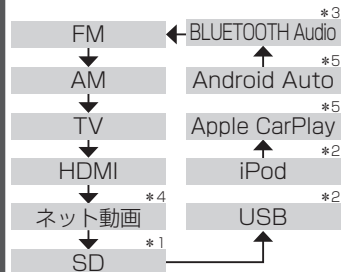 FM
AM
TV
HDMI
*4
ネット動画
*1
SD
*3
BLUETOOTH Audio
*5
Android Auto
*5
Apple CarPlay
*2
iPod
*2
USB